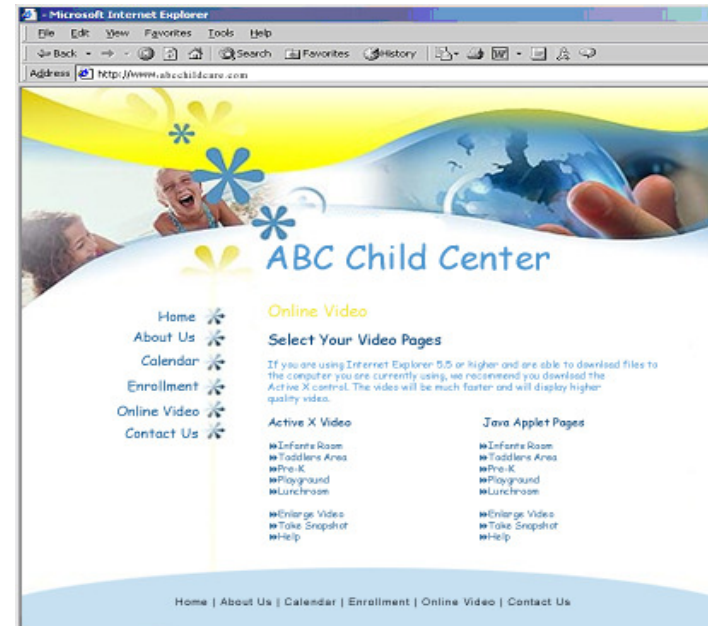 - Microsoft Internet Explorer
File Edit View Favorites Tools Help
Back Search Favorites History
Address http://www.abcchildcare.com
ABC Child Center
Home
About Us
Calendar
Enrollment
Online Video
Contact Us
Online Video
Select Your Video Pages
If you are using Internet Explorer 5.5 or higher and are able to download files to
the computer you are currently using, we recommend you download the
Active X control. The video will be much faster and will display higher
quality video.
Active X Video
Infants Room
Toddlers Area
Pre-K
Playground
Lunchroom
Enlarge Video
Take Snapshot
Help
Java Applet Pages
Infants Room
Toddlers Area
Pre-K
Playground
Lunchroom
Enlarge Video
Take Snapshot
Help
Home | About Us | Calendar | Enrollment | Online Video | Contact Us